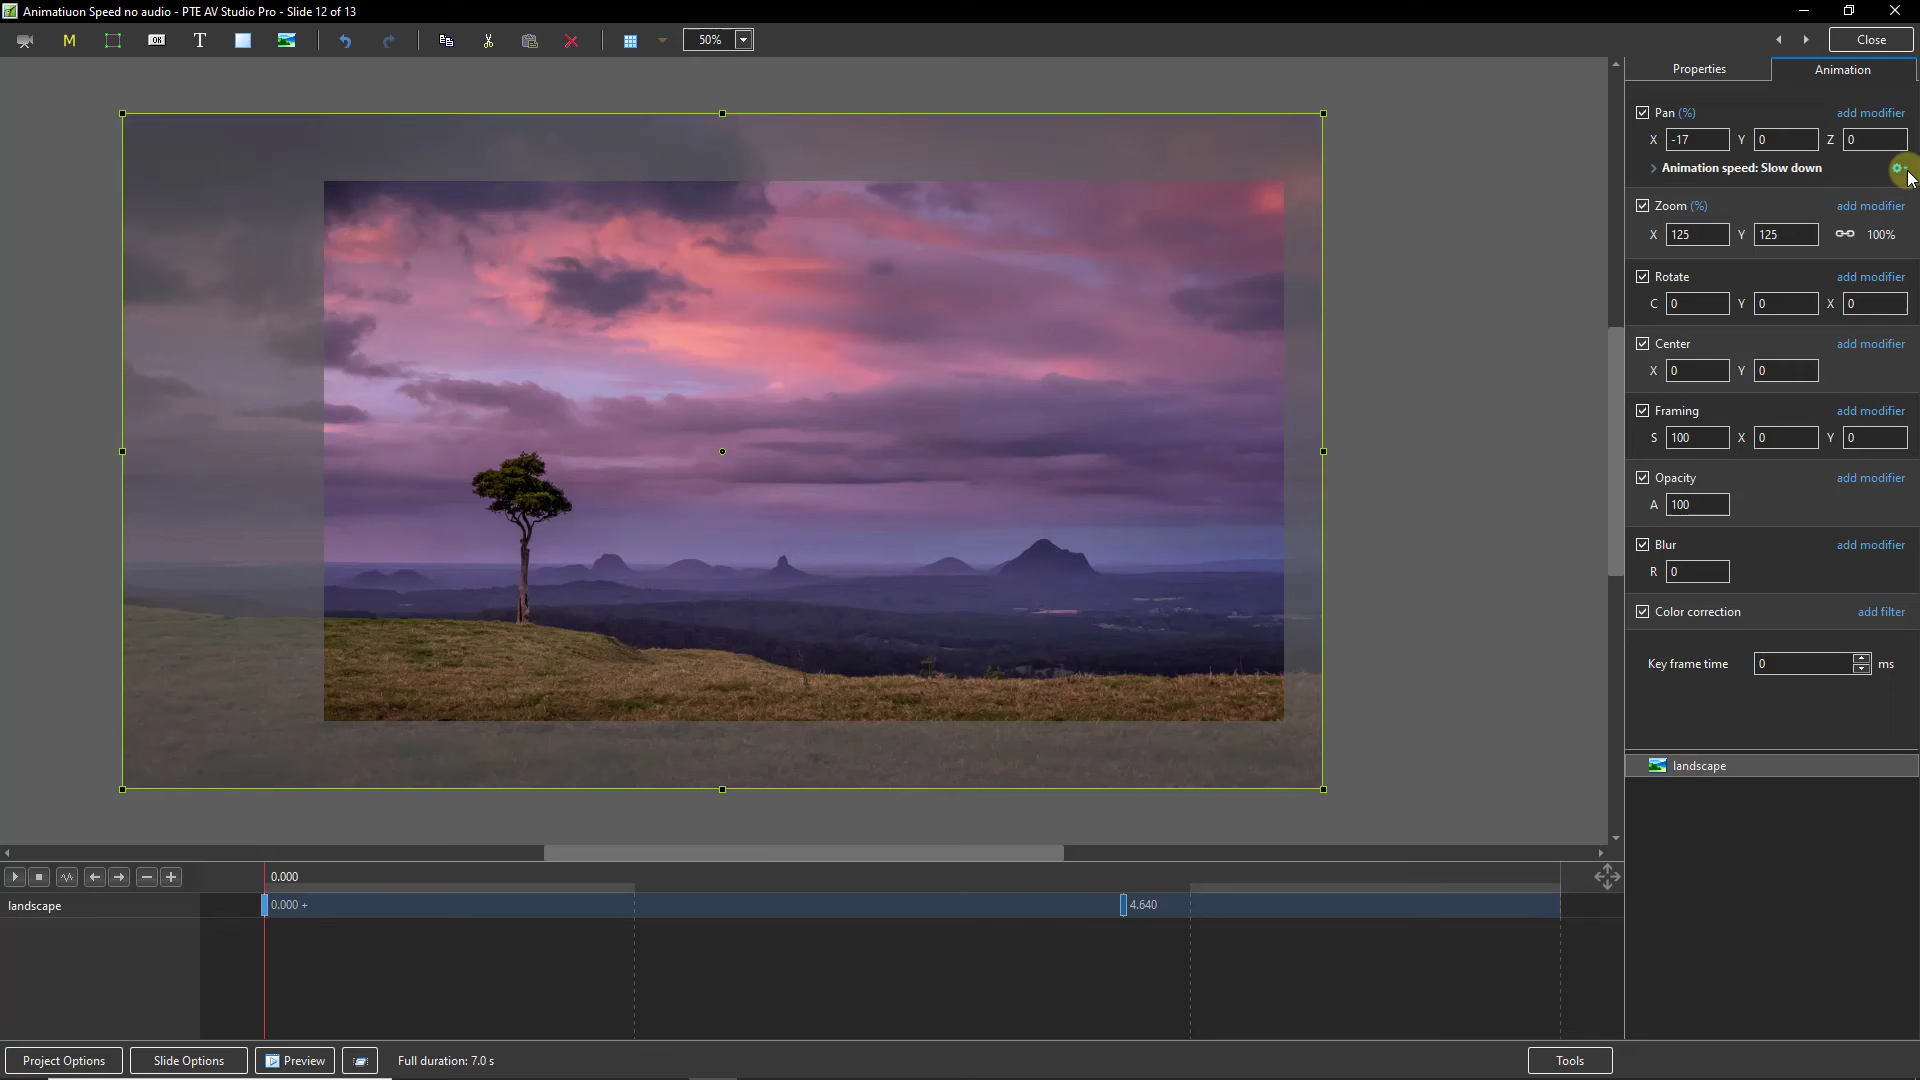 Animatiuon Speed no audio - PTE AV Studio Pro - Slide 12 of 13
M OK T 50% Close
Properties Animation
Pan (%) add modifier
X -17 Y 0 Z 0
Animation speed: Slow down
Zoom (%) add modifier
X 125 Y 125 100%
Rotate add modifier
C 0 Y 0 X 0
Center add modifier
X 0 Y 0
Framing add modifier
S 100 X 0 Y 0
Opacity add modifier
A 100
Blur add modifier
R 0
Color correction add filter
Key frame time 0 ms
landscape
0.000
landscape 0.000 + 4.640
Project Options Slide Options Preview Full duration: 7.0 s Tools